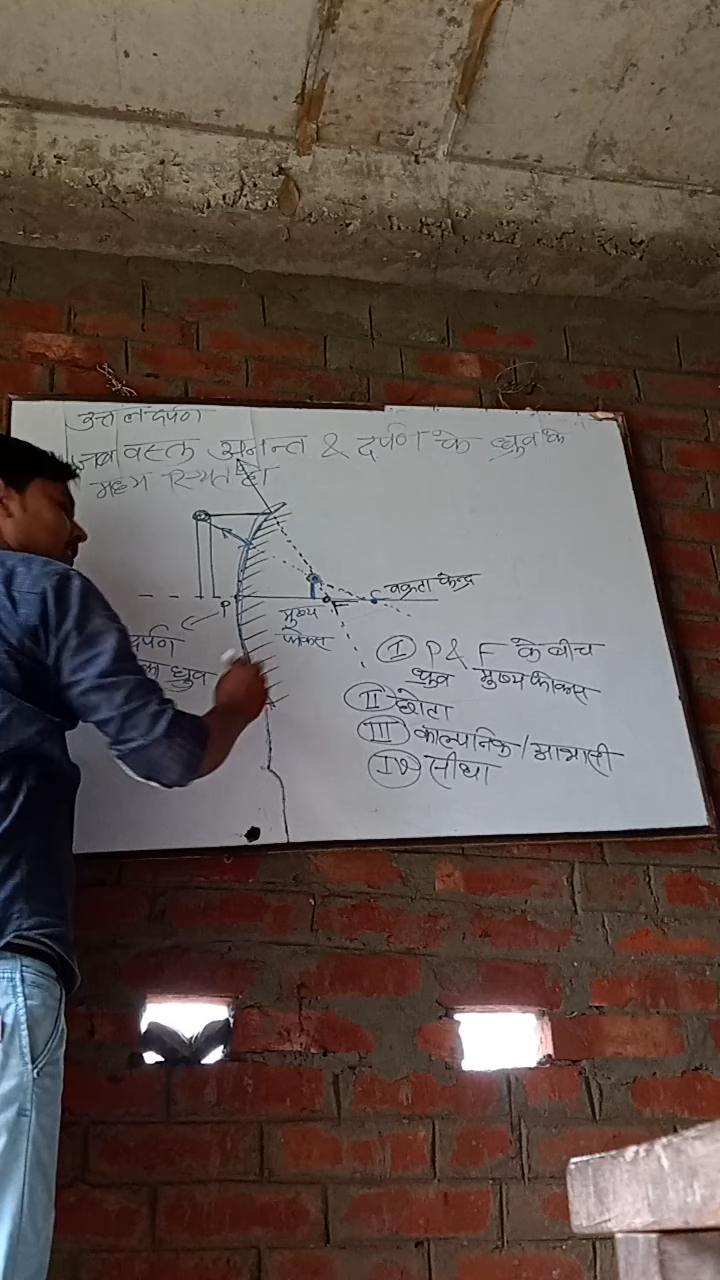 उत्तल दर्पण
जब वस्तु अनन्त & दर्पण के ध्रुव के
मध्य स्थित हो
वक्रता केन्द्र
P
F
C
मुख्य
फोकस
दर्पण
का ध्रुव
I P & F के बीच
ध्रुव मुख्य फोकस
II छोटा
III काल्पनिक / आभासी
IV सीधा